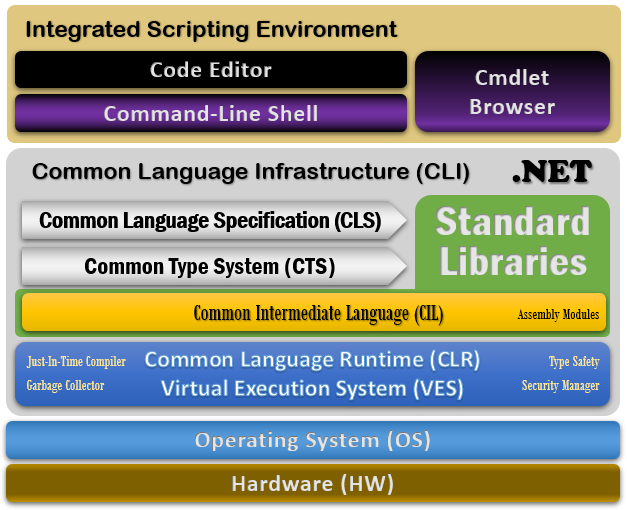 Integrated Scripting Environment
Code Editor
Command-Line Shell
Cmdlet
Browser
Common Language Infrastructure (CLI)
.NET
Common Language Specification (CLS)
Common Type System (CTS)
Standard
Libraries
Common Intermediate Language (CIL)
Assembly Modules
Just-In-Time Compiler
Garbage Collector
Common Language Runtime (CLR)
Virtual Execution System (VES)
Type Safety
Security Manager
Operating System (OS)
Hardware (HW)